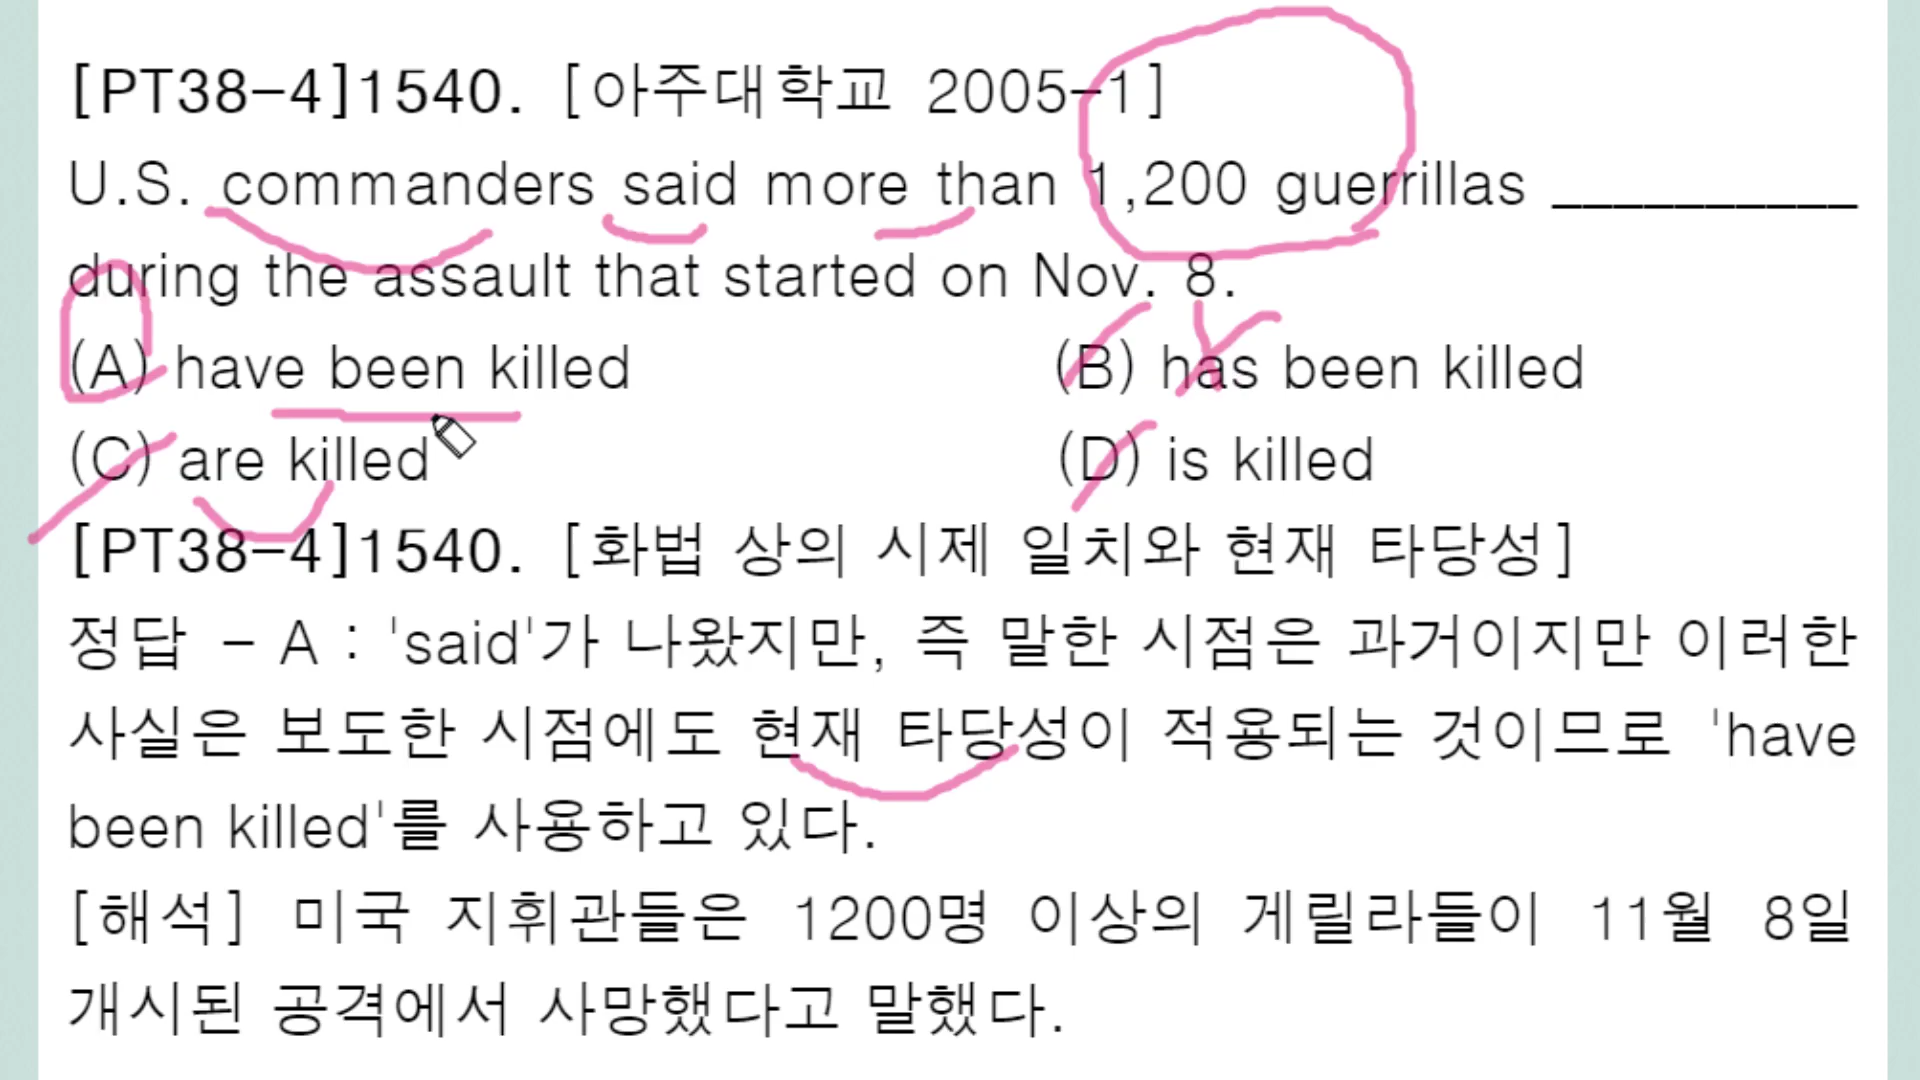 [PT38-4]1540. [아주대학교 2005-1]
U.S. commanders said more than 1,200 guerrillas __________
during the assault that started on Nov. 8.
(A) have been killed (B) has been killed
(C) are killed (D) is killed
[PT38-4]1540. [화법 상의 시제 일치와 현재 타당성]
정답 - A : 'said'가 나왔지만, 즉 말한 시점은 과거이지만 이러한
사실은 보도한 시점에도 현재 타당성이 적용되는 것이므로 'have
been killed'를 사용하고 있다.
[해석] 미국 지휘관들은 1200명 이상의 게릴라들이 11월 8일
개시된 공격에서 사망했다고 말했다.